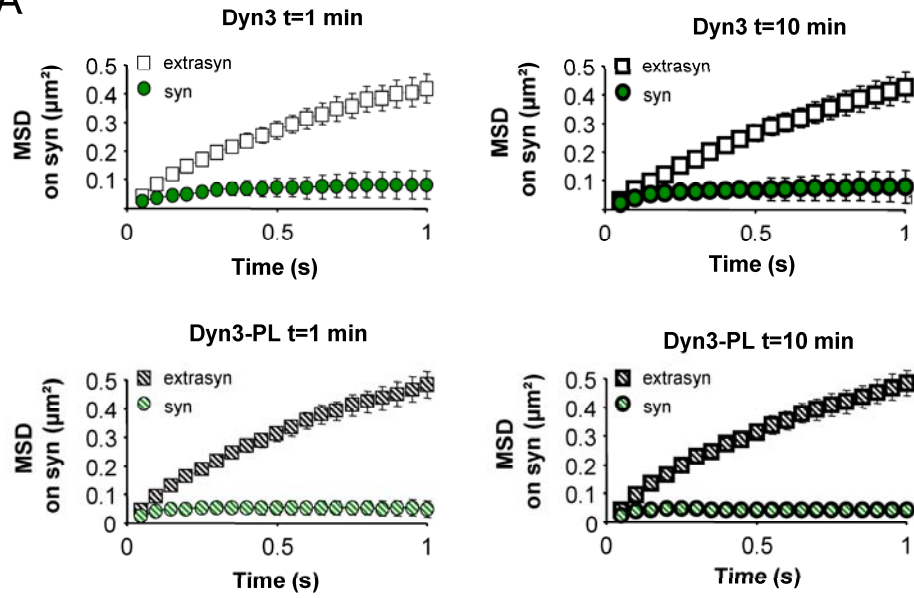 A
Dyn3 t=1 min
MSD
on syn (µm²)
0.5
0.4
0.3
0.2
0.1
extrasyn
syn
0
0.5
1
Time (s)
Dyn3 t=10 min
MSD
on syn (µm²)
0.5
0.4
0.3
0.2
0.1
extrasyn
syn
0
0.5
1
Time (s)
Dyn3-PL t=1 min
MSD
on syn (µm²)
0.5
0.4
0.3
0.2
0.1
0
extrasyn
syn
0
0.5
1
Time (s)
Dyn3-PL t=10 min
MSD
on syn (µm²)
0.5
0.4
0.3
0.2
0.1
0
extrasyn
syn
0
0.5
1
Time (s)